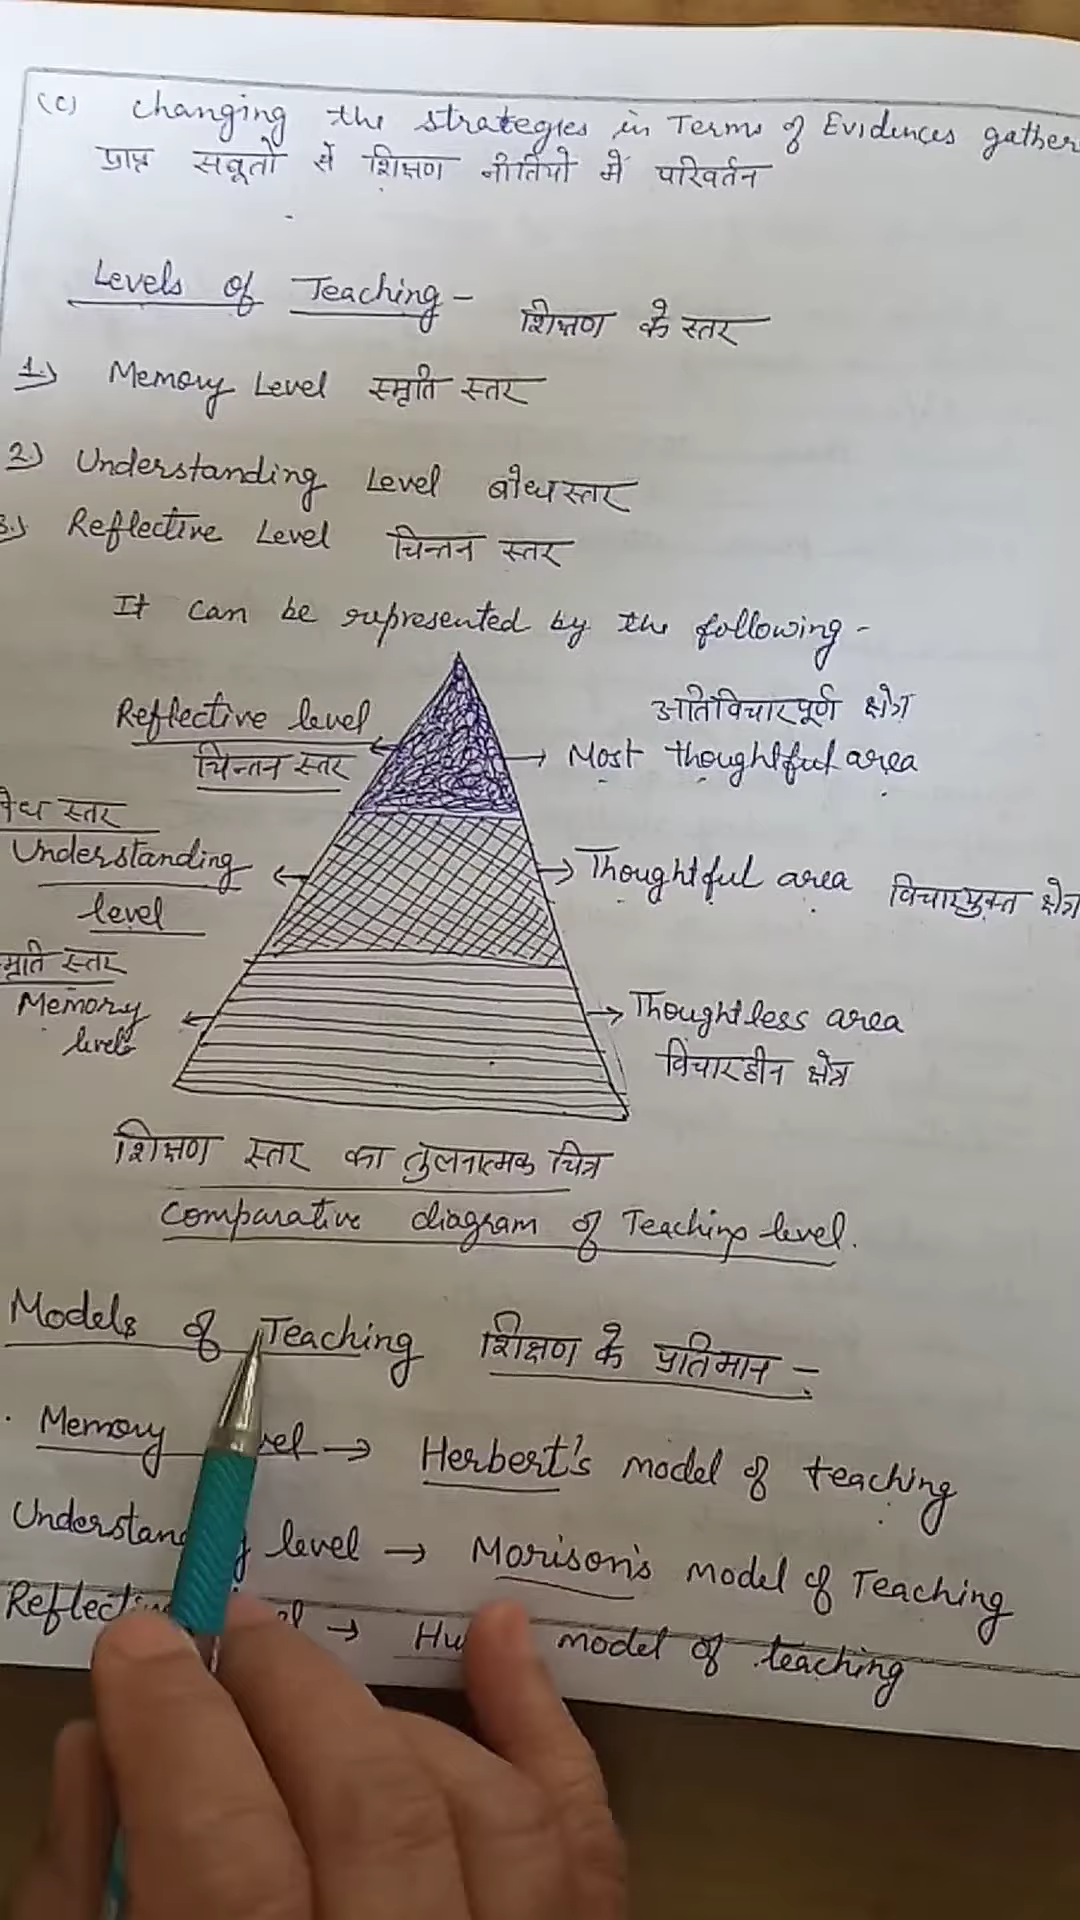 (c) Changing the strategies in Terms of Evidences gather
प्राप्त सबूतों से शिक्षण नीतियों में परिवर्तन
Levels of Teaching - शिक्षण के स्तर
1.) Memory Level स्मृति स्तर
2.) Understanding Level बोध स्तर
3.) Reflective Level चिन्तन स्तर
It can be represented by the following -
Reflective level
चिन्तन स्तर
अतिविचारपूर्ण क्षेत्र
Most thoughtful area
बोध स्तर
Understanding
level
Thoughtful area विचारयुक्त क्षेत्र
स्मृति स्तर
Memory
level
Thoughtless area
विचारहीन क्षेत्र
शिक्षण स्तर का तुलनात्मक चित्र
Comparative diagram of Teaching level.
Models of Teaching शिक्षण के प्रतिमान :-
Memory → Herbert's model of teaching
level → Morison's model of Teaching
→ model of teaching